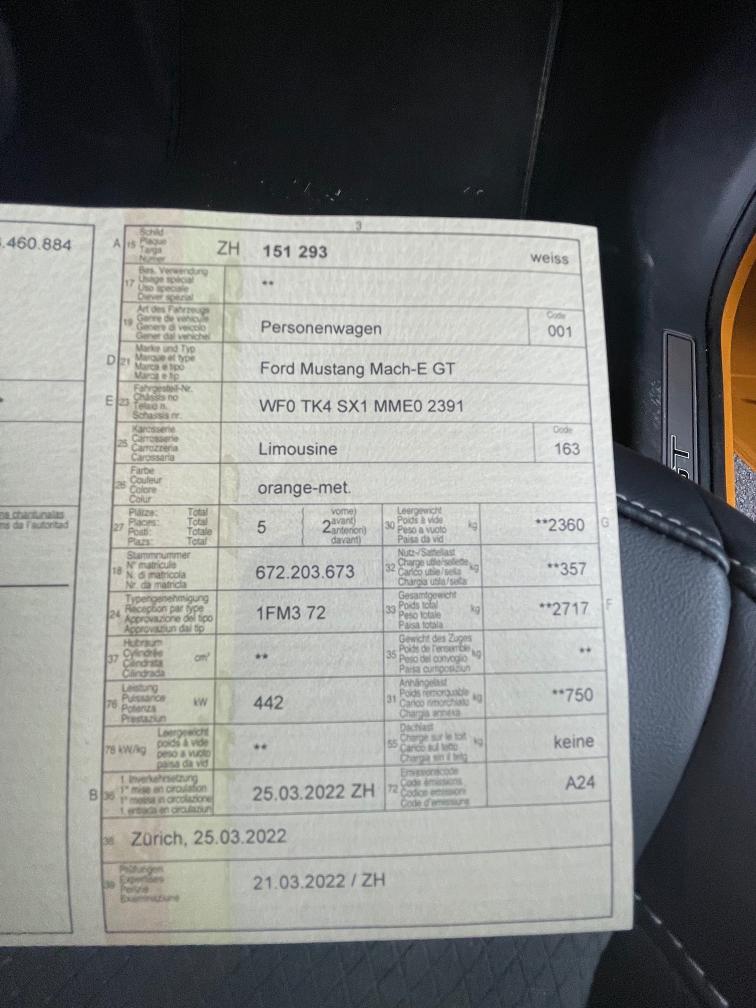 3
.460.884
A 15 Schild
Plaque
Targa
Numer
ZH 151 293 weiss
17 Bes. Verwendung
Usage spécial
Uso speciale
Diever spezial
**
19 Art des Fahrzeugs
Genre de véhicule
Genere di veicolo
Gener dal vehichel
Personenwagen
Code
001
D 21 Marke und Typ
Marque et type
Marca e tipo
Marca e tip
Ford Mustang Mach-E GT
E 23 Fahrgestell-Nr.
Châssis no
Telaio n.
Schassis nr.
WF0 TK4 SX1 MME0 2391
25 Karosserie
Carrosserie
Carrozzeria
Carossaria
Limousine
Code
163
26 Farbe
Couleur
Colore
Colur
orange-met.
27 Plätze: Total
Places: Total
Posti: Totale
Plazs: Total
5
2 vorne)
avant)
anteriori)
davant)
30 Leergewicht
Poids à vide
Peso a vuoto
Paisa da vid
kg
**2360 G
18 Stammnummer
N° matricule
N. di matricola
Nr. da matricla
672.203.673
32 Nutz-/Sattellast
Charge utile/sellette
Carico utile/sella
Chargia utila/sella
kg
**357
24 Typengenehmigung
Réception par type
Approvazione del tipo
Approvaziun dal tip
1FM3 72
33 Gesamtgewicht
Poids total
Peso totale
Paisa totala
kg
**2717 F
37 Hubraum
Cylindrée
Cilindrata
Cilindrada
cm³
**
35 Gewicht des Zuges
Poids de l'ensemble
Peso del convoglio
Paisa cumposiziun
kg
**
76 Leistung
Puissance
Potenza
Prestaziun
kW
442
31 Anhängelast
Poids remorquable
Carico rimorchiato
Chargia annexa
kg
**750
78 kW/kg
Leergewicht
poids à vide
peso a vuoto
paisa da vid
**
55 Dachlast
Charge sur le toit
Carico sul tetto
Chargia sin il tetg
kg
keine
B 36 1. Inverkehrsetzung
1re mise en circulation
1a messa in circolazione
1. entrada en circulaziun
25.03.2022 ZH
72 Emissionscode
Code émissions
Codice emissioni
Code d'emissiuns
A24
38 Zürich, 25.03.2022
39 Prüfungen
Expertises
Perizie
Examinaziuns
21.03.2022 / ZH
na chantunalas
ms da l'autoritad
GT